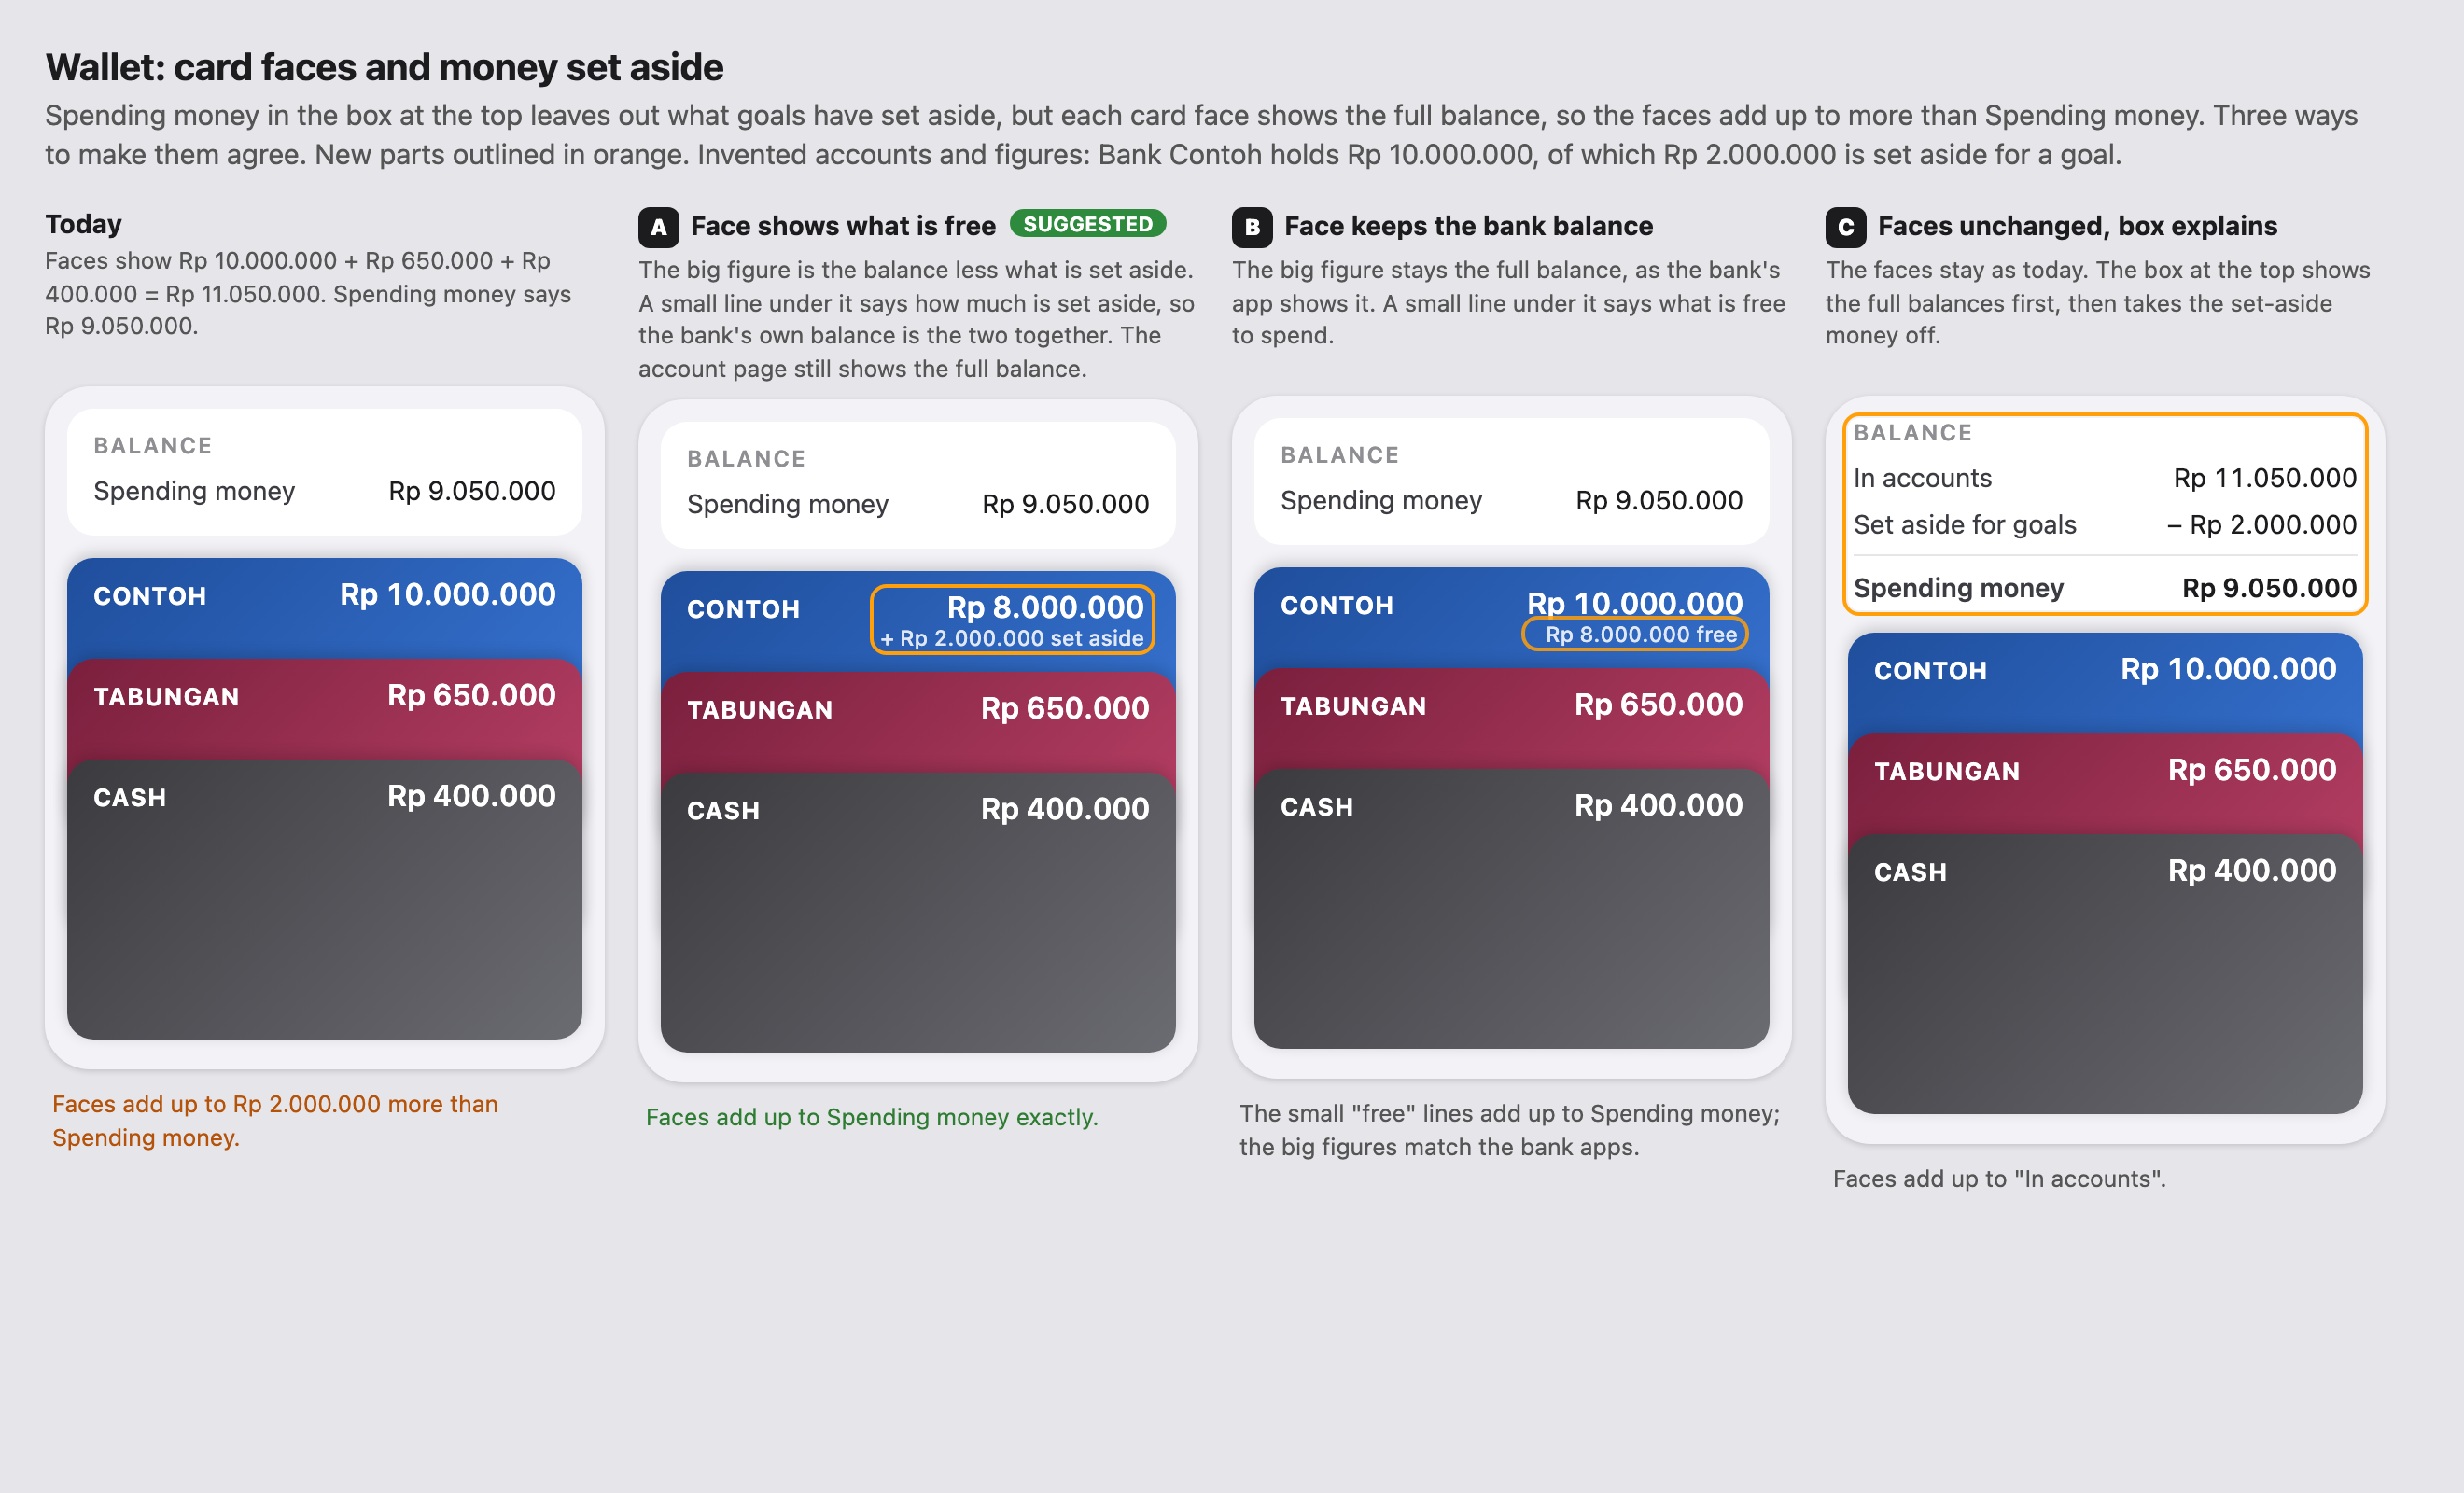 Wallet: card faces and money set aside
Spending money in the box at the top leaves out what goals have set aside, but each card face shows the full balance, so the faces add up to more than Spending money. Three ways
to make them agree. New parts outlined in orange. Invented accounts and figures: Bank Contoh holds Rp 10.000.000, of which Rp 2.000.000 is set aside for a goal.
Today
Faces show Rp 10.000.000 + Rp 650.000 + Rp
400.000 = Rp 11.050.000. Spending money says
Rp 9.050.000.
BALANCE
Spending money Rp 9.050.000
CONTOH Rp 10.000.000
TABUNGAN Rp 650.000
CASH Rp 400.000
Faces add up to Rp 2.000.000 more than
Spending money.
A Face shows what is free SUGGESTED
The big figure is the balance less what is set aside.
A small line under it says how much is set aside, so
the bank's own balance is the two together. The
account page still shows the full balance.
BALANCE
Spending money Rp 9.050.000
CONTOH Rp 8.000.000
+ Rp 2.000.000 set aside
TABUNGAN Rp 650.000
CASH Rp 400.000
Faces add up to Spending money exactly.
B Face keeps the bank balance
The big figure stays the full balance, as the bank's
app shows it. A small line under it says what is free
to spend.
BALANCE
Spending money Rp 9.050.000
CONTOH Rp 10.000.000
Rp 8.000.000 free
TABUNGAN Rp 650.000
CASH Rp 400.000
The small "free" lines add up to Spending money;
the big figures match the bank apps.
C Faces unchanged, box explains
The faces stay as today. The box at the top shows
the full balances first, then takes the set-aside
money off.
BALANCE
In accounts Rp 11.050.000
Set aside for goals – Rp 2.000.000
Spending money Rp 9.050.000
CONTOH Rp 10.000.000
TABUNGAN Rp 650.000
CASH Rp 400.000
Faces add up to "In accounts".